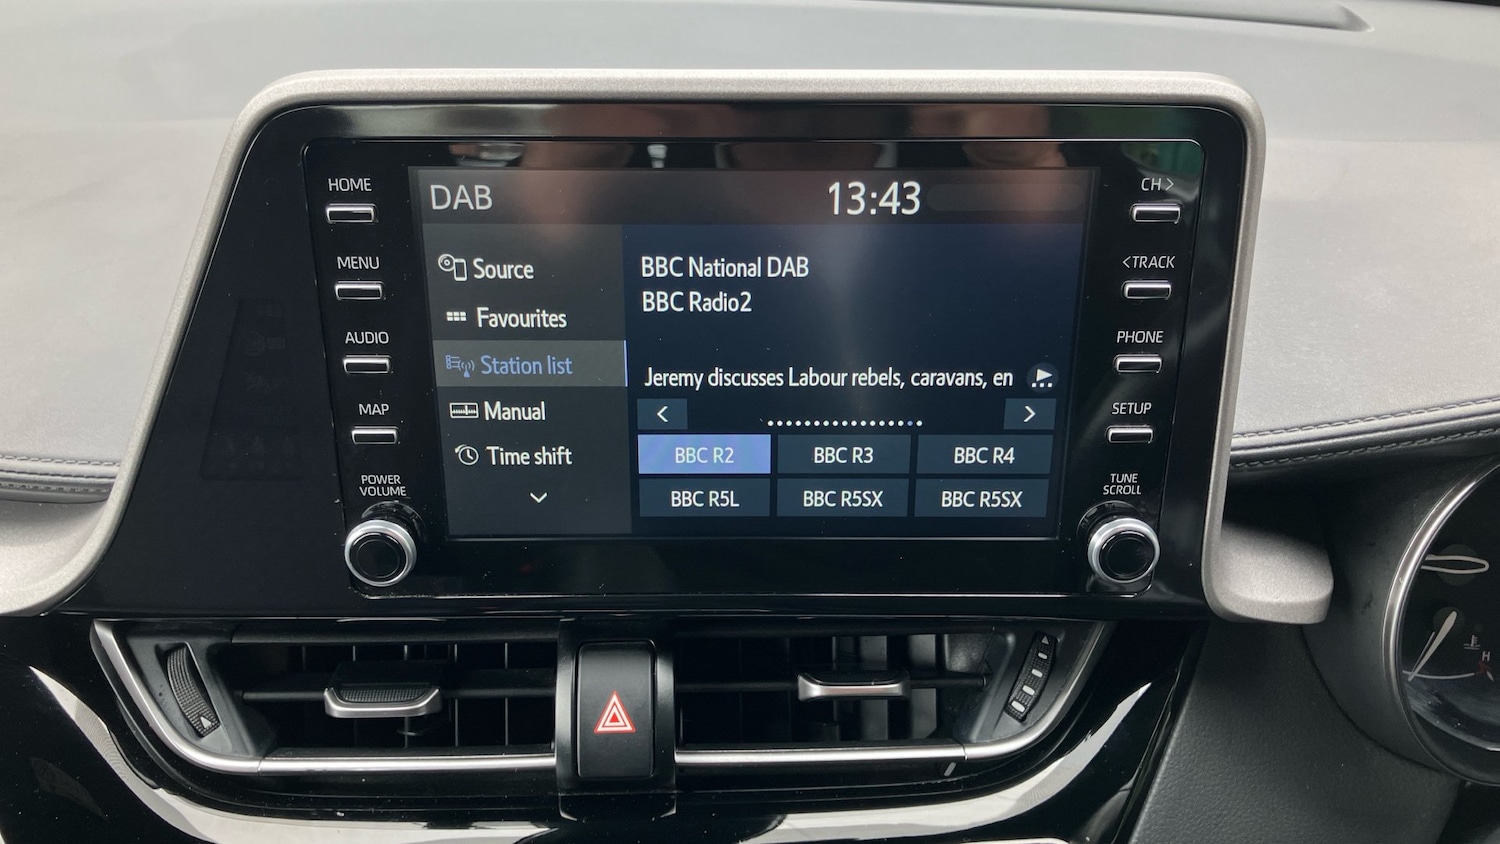 HOME
MENU
AUDIO
MAP
POWER
VOLUME
DAB
13:43
Source
Favourites
Station list
Manual
Time shift
BBC National DAB
BBC Radio2
Jeremy discusses Labour rebels, caravans, en
<
>
BBC R2
BBC R3
BBC R4
BBC R5L
BBC R5SX
BBC R5SX
CH>
<TRACK
PHONE
SETUP
TUNE
SCROLL
H